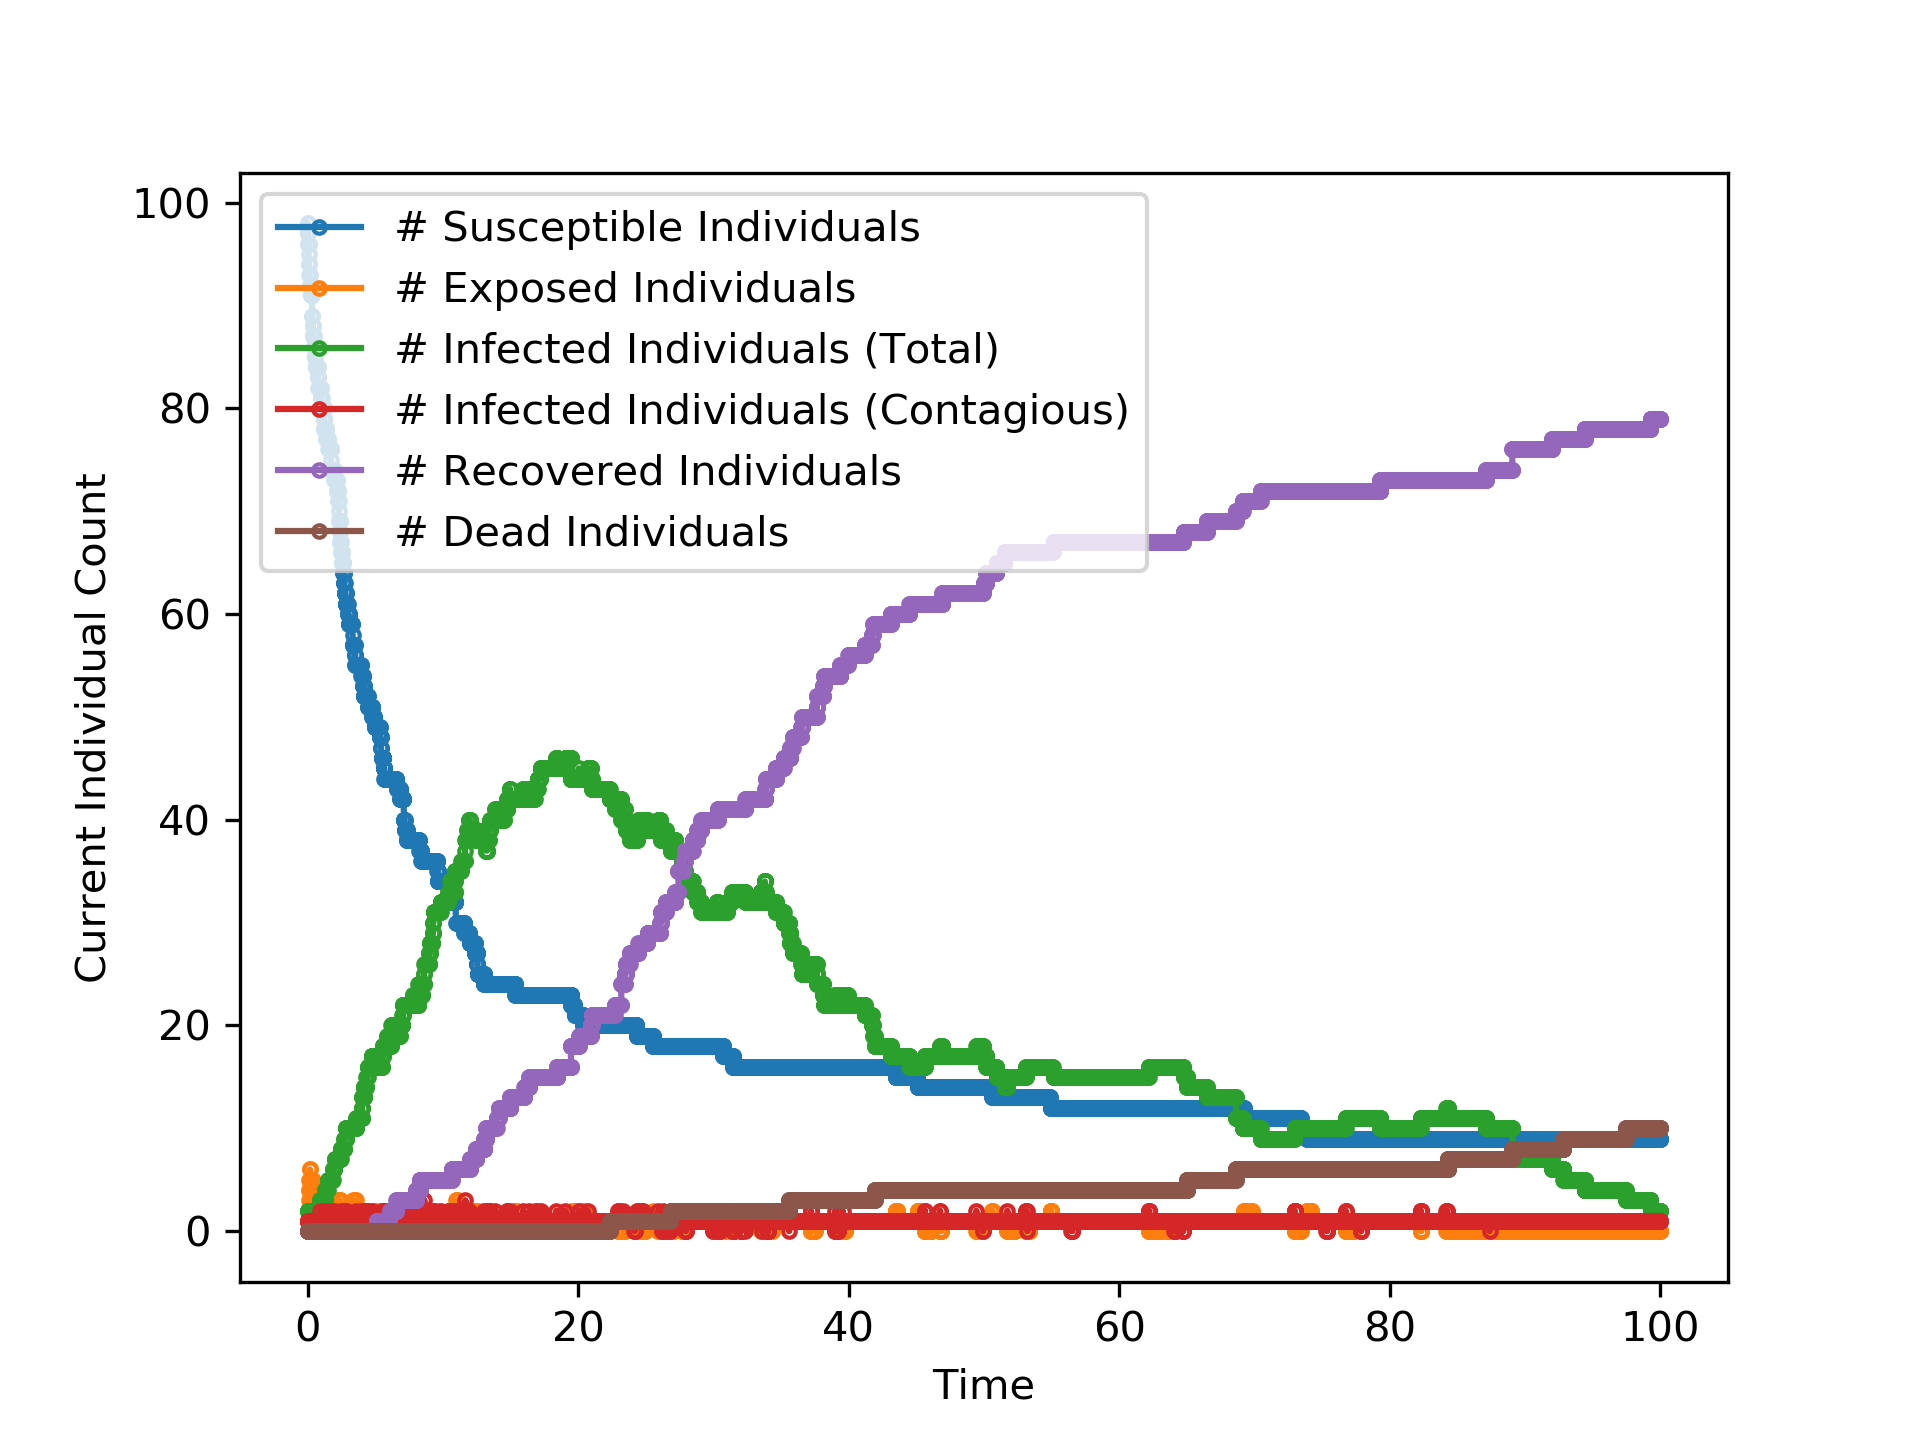 100
80
60
40
20
0
Current Individual Count
# Susceptible Individuals
# Exposed Individuals
# Infected Individuals (Total)
# Infected Individuals (Contagious)
# Recovered Individuals
# Dead Individuals
0 20 40 60 80 100
Time